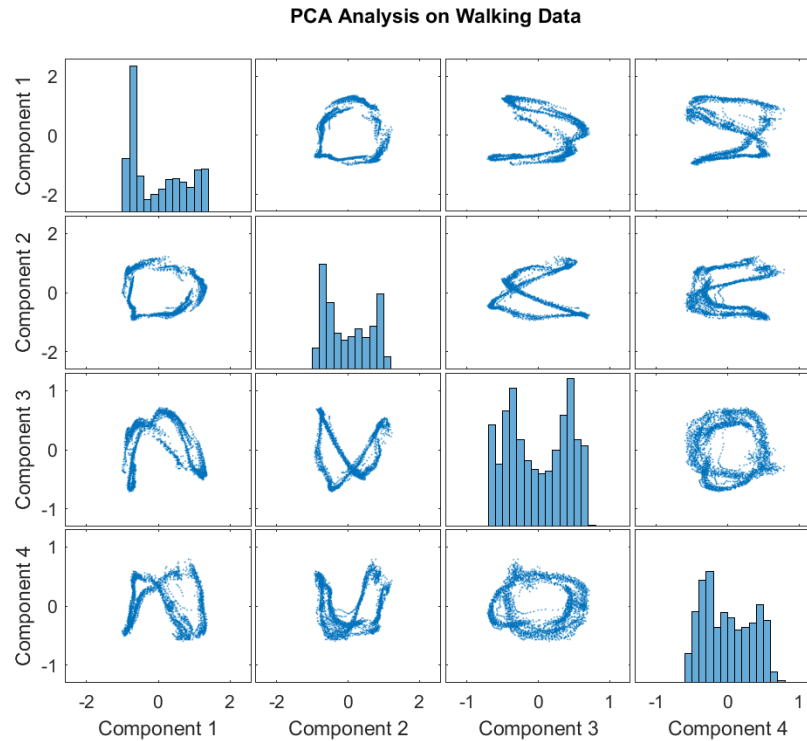 PCA Analysis on Walking Data
Component 1
2
0
-2
Component 2
2
0
-2
Component 3
1
0
-1
Component 4
1
0
-1
-2 0 2 -2 0 2 -1 0 1 -1 0 1
Component 1 Component 2 Component 3 Component 4